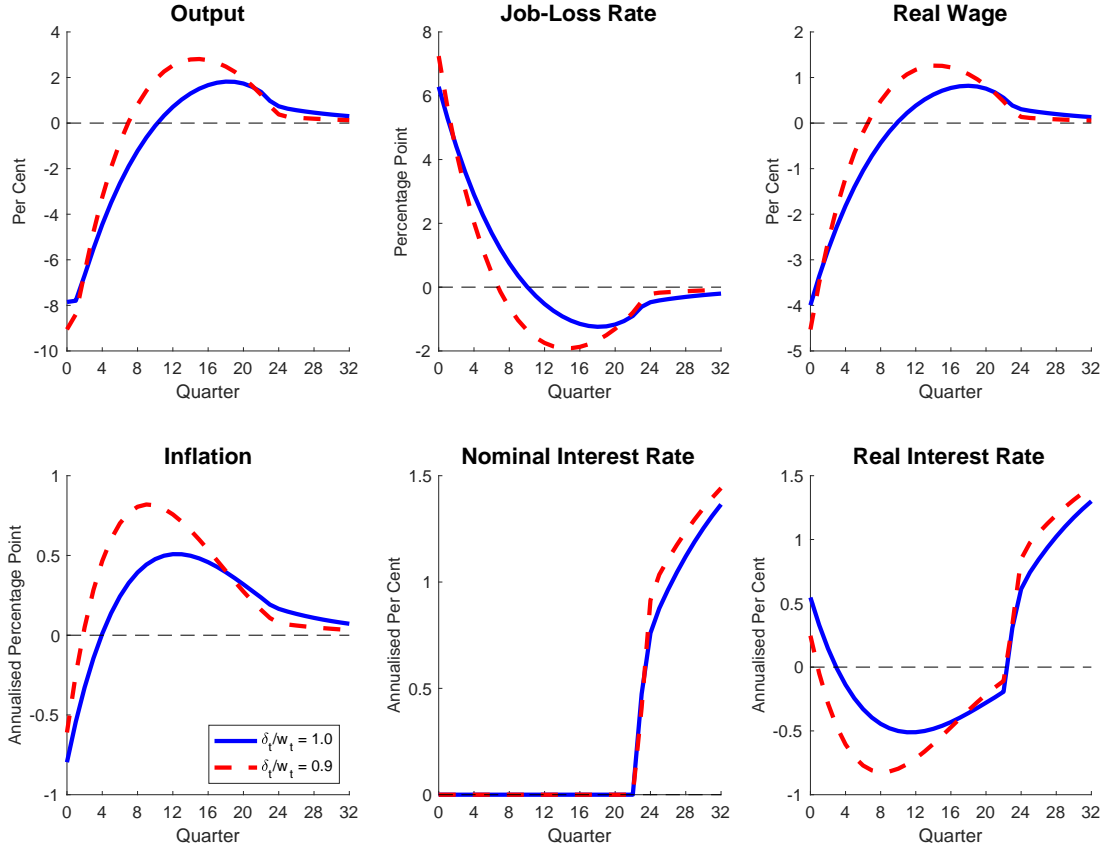 Output
Job-Loss Rate
Real Wage
Per Cent
4
2
0
-2
-4
-6
-8
-10
0 4 8 12 16 20 24 28 32
Quarter
Percentage Point
8
6
4
2
0
-2
0 4 8 12 16 20 24 28 32
Quarter
Per Cent
2
1
0
-1
-2
-3
-4
-5
0 4 8 12 16 20 24 28 32
Quarter
Inflation
Nominal Interest Rate
Real Interest Rate
Annualised Percentage Point
1
0.5
0
-0.5
-1
δt/wt = 1.0
δt/wt = 0.9
0 4 8 12 16 20 24 28 32
Quarter
Annualised Per Cent
1.5
1
0.5
0
0 4 8 12 16 20 24 28 32
Quarter
Annualised Per Cent
1.5
1
0.5
0
-0.5
-1
0 4 8 12 16 20 24 28 32
Quarter